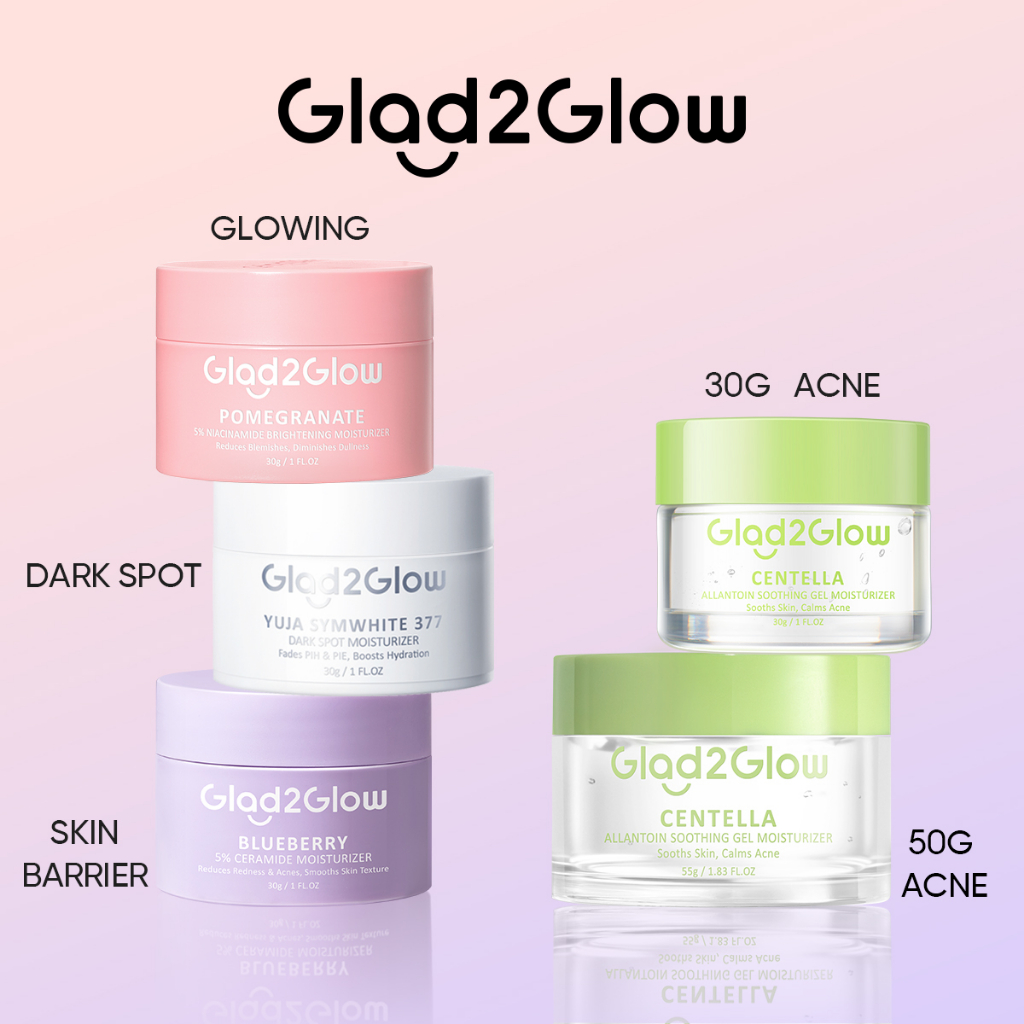 Glad2Glow
GLOWING
Glad2Glow
POMEGRANATE
5% NIACINAMIDE BRIGHTENING MOISTURIZER
Reduces Blemishes, Diminishes Dullness
30g / 1 FL.OZ
DARK SPOT
Glad2Glow
YUJA SYMWHITE 377
DARK SPOT MOISTURIZER
Fades PIH & PIE, Boosts Hydration
30g / 1 FL.OZ
SKIN
BARRIER
Glad2Glow
BLUEBERRY
5% CERAMIDE MOISTURIZER
Reduces Redness & Acnes, Smooths Skin Texture
30g / 1 FL.OZ
30G ACNE
Glad2Glow
CENTELLA
ALLANTOIN SOOTHING GEL MOISTURIZER
Sooths Skin, Calms Acne
30g / 1 FL.OZ
Glad2Glow
CENTELLA
ALLANTOIN SOOTHING GEL MOISTURIZER
Sooths Skin, Calms Acne
55g / 1.83 FL.OZ
50G
ACNE